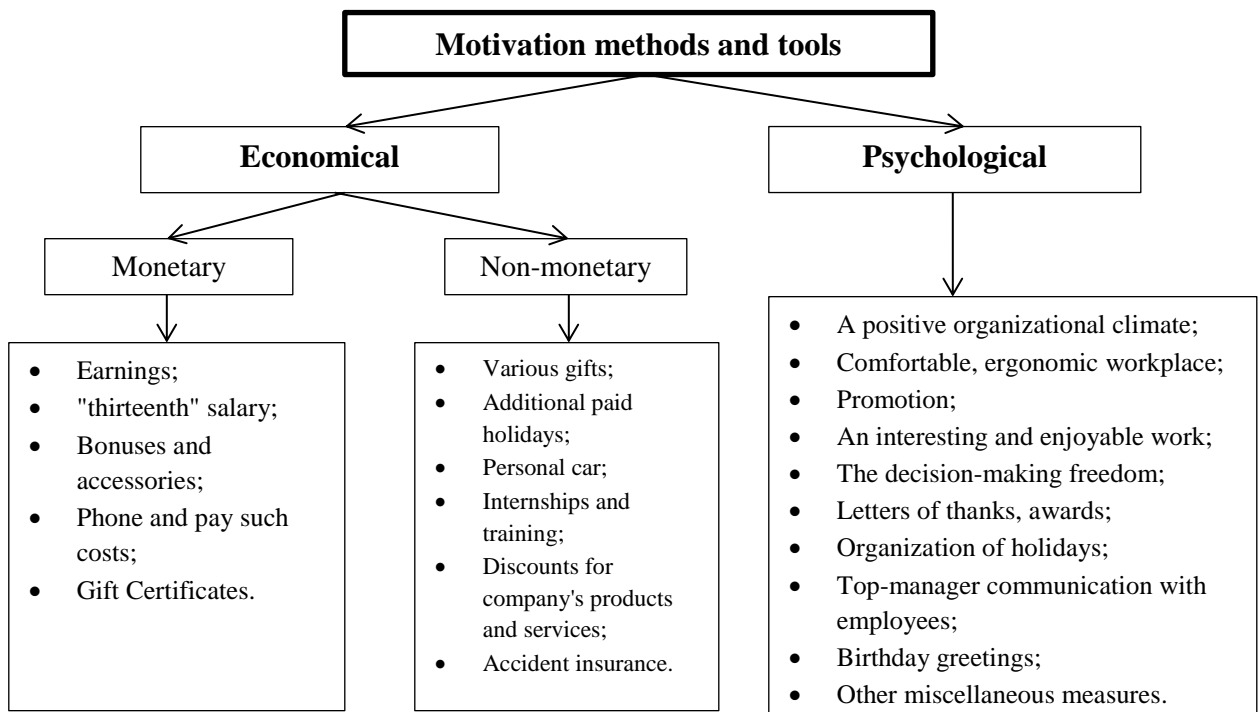 Motivation methods and tools
Economical
Psychological
Monetary
Non-monetary
• Earnings;
• "thirteenth" salary;
• Bonuses and
accessories;
• Phone and pay such
costs;
• Gift Certificates.
• Various gifts;
• Additional paid
holidays;
• Personal car;
• Internships and
training;
• Discounts for
company's products
and services;
• Accident insurance.
• A positive organizational climate;
• Comfortable, ergonomic workplace;
• Promotion;
• An interesting and enjoyable work;
• The decision-making freedom;
• Letters of thanks, awards;
• Organization of holidays;
• Top-manager communication with
employees;
• Birthday greetings;
• Other miscellaneous measures.